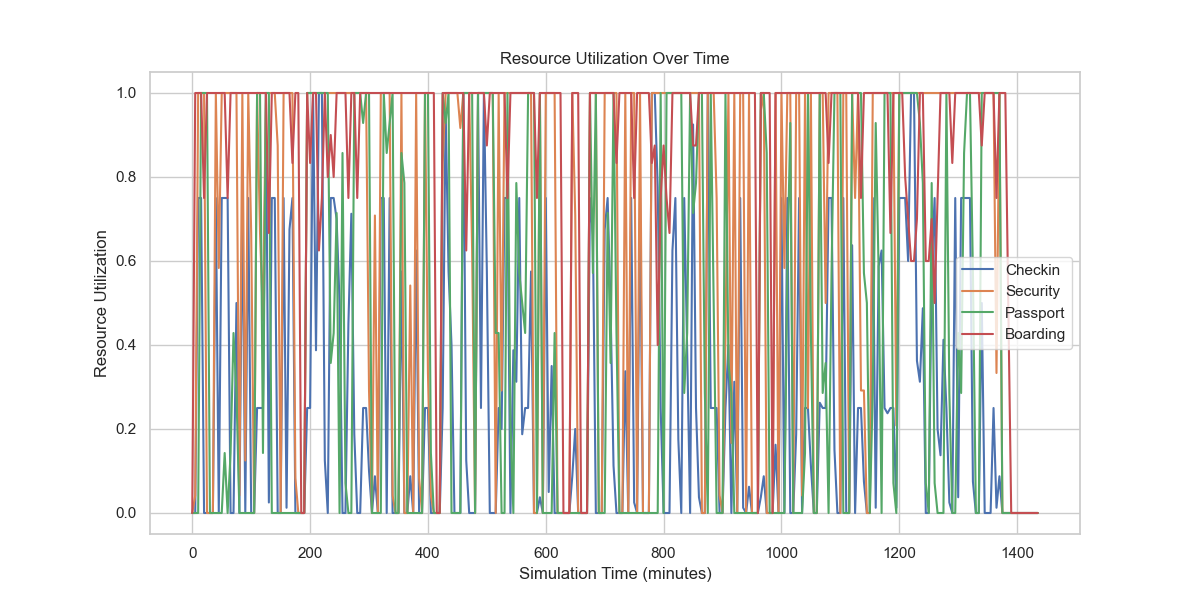 Resource Utilization Over Time
1.0
0.8
0.6
0.4
0.2
0.0
Resource Utilization
Checkin
Security
Passport
Boarding
0 200 400 600 800 1000 1200 1400
Simulation Time (minutes)